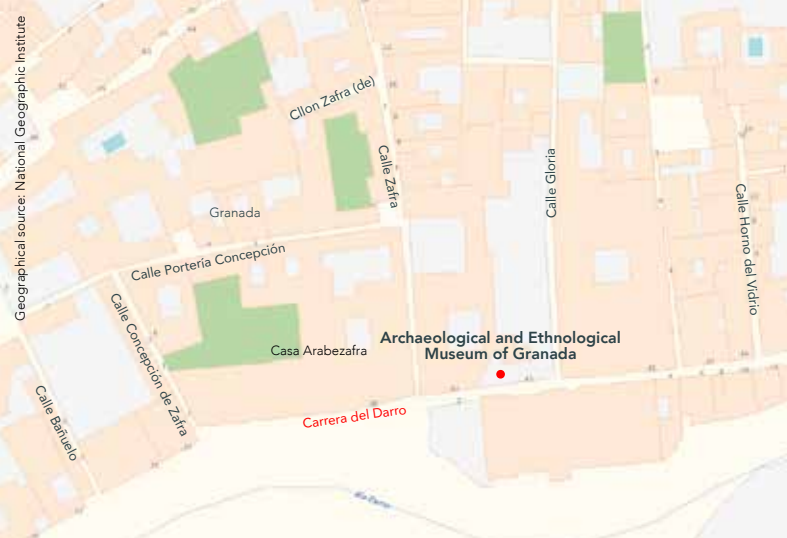 Geographical source: National Geographic Institute
Cllon Zafra (de)
Calle Zafra
Calle Gloria
Calle Horno del Vidrio
Granada
Calle Portería Concepción
Calle Concepción de Zafra
Casa Arabezafra
Archaeological and Ethnological
Museum of Granada
Carrera del Darro
Calle Bañuelo